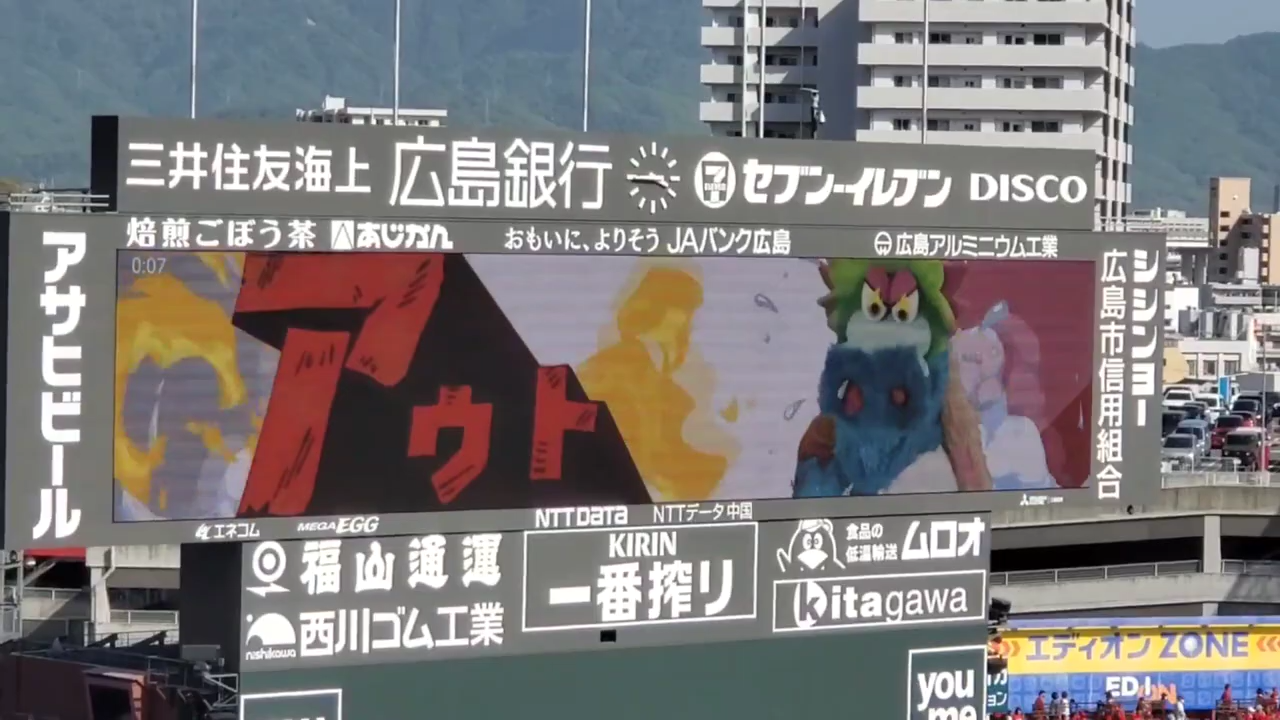 三井住友海上 広島銀行 7 ELEVEN セブン-イレブン DISCO
焙煎ごぼう茶 あじかん おもいに、よりそう JAバンク広島 広島アルミニウム工業
アサヒビール
0:07
アウト
シシンヨー
広島市信用組合
エネコム MEGA EGG NTT DATA NTTデータ中国
福山通運
nishikawa 西川ゴム工業
KIRIN
一番搾り
食品の
低温輸送 ムロオ
kitagawa
エディオン ZONE
EDION
you
me